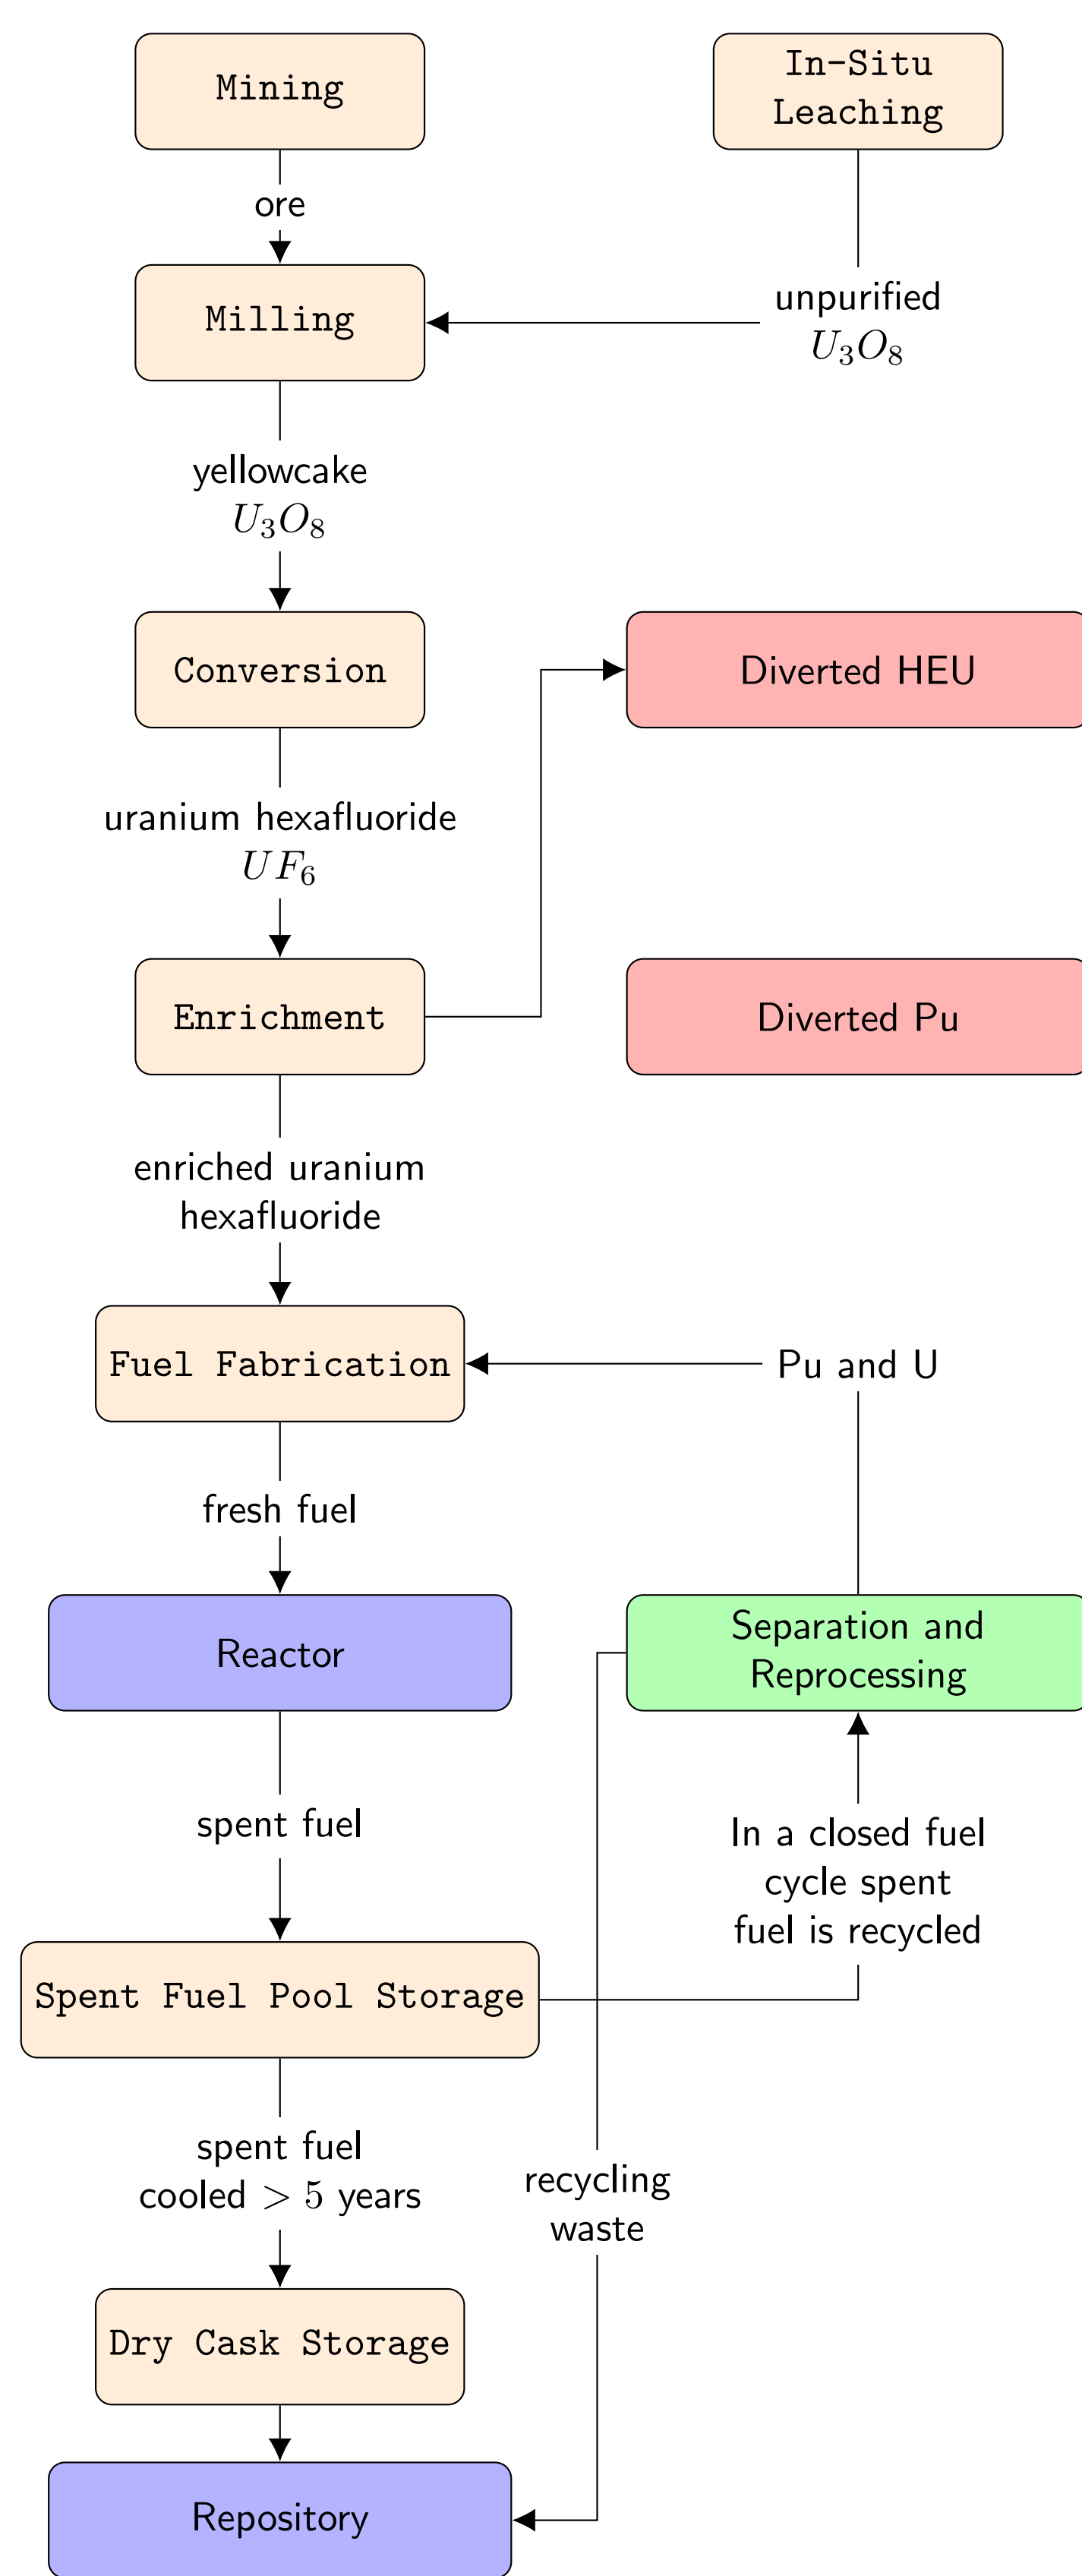 Mining
In-Situ
Leaching
ore
Milling
unpurified
U₃O₈
yellowcake
U₃O₈
Conversion
Diverted HEU
uranium hexafluoride
UF₆
Enrichment
Diverted Pu
enriched uranium
hexafluoride
Fuel Fabrication
Pu and U
fresh fuel
Reactor
Separation and
Reprocessing
spent fuel
In a closed fuel
cycle spent
fuel is recycled
Spent Fuel Pool Storage
spent fuel
cooled > 5 years
recycling
waste
Dry Cask Storage
Repository